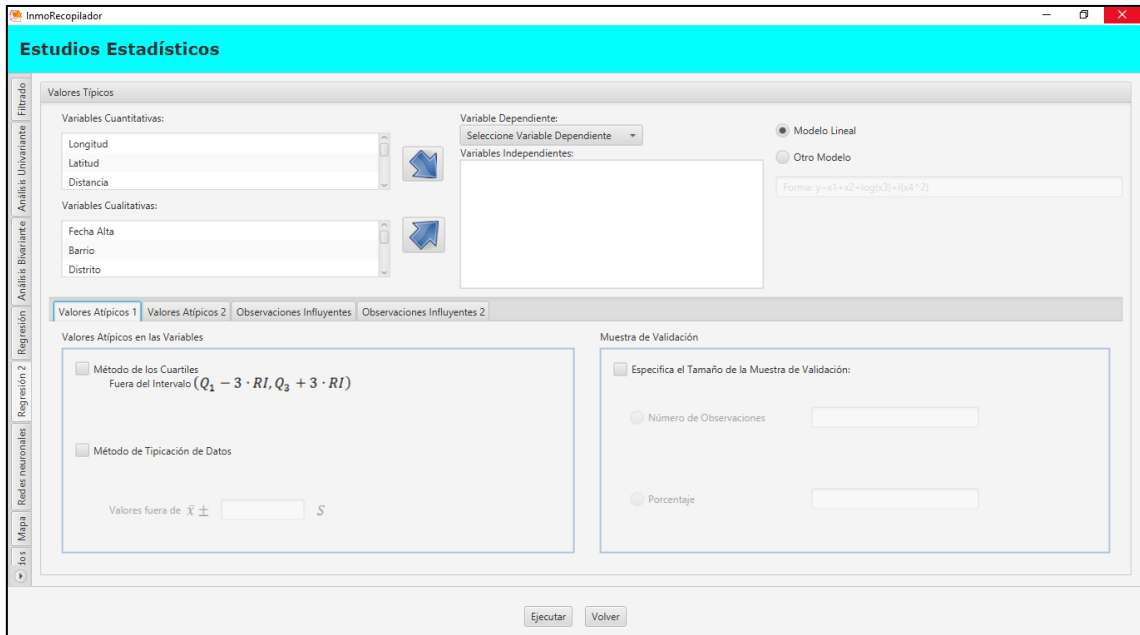 InmoRecopilador
Estudios Estadísticos
Filtrado
Análisis Univariante
Análisis Bivariante
Regresión
Regresión 2
Redes neuronales
Mapa
Valores Típicos
Variables Cuantitativas:
Longitud
Latitud
Distancia
Variables Cualitativas:
Fecha Alta
Barrio
Distrito
Variable Dependiente:
Seleccione Variable Dependiente
Variables Independientes:
Modelo Lineal
Otro Modelo
Forma: y~x1+x2+log(x3)+I(x4^2)
Valores Atípicos 1
Valores Atípicos 2
Observaciones Influyentes
Observaciones Influyentes 2
Valores Atípicos en las Variables
Método de los Cuartiles
Fuera del Intervalo (Q₁ − 3 · RI, Q₃ + 3 · RI)
Método de Tipicación de Datos
Valores fuera de x̄ ± S
Muestra de Validación
Especifica el Tamaño de la Muestra de Validación:
Número de Observaciones
Porcentaje
Ejecutar
Volver